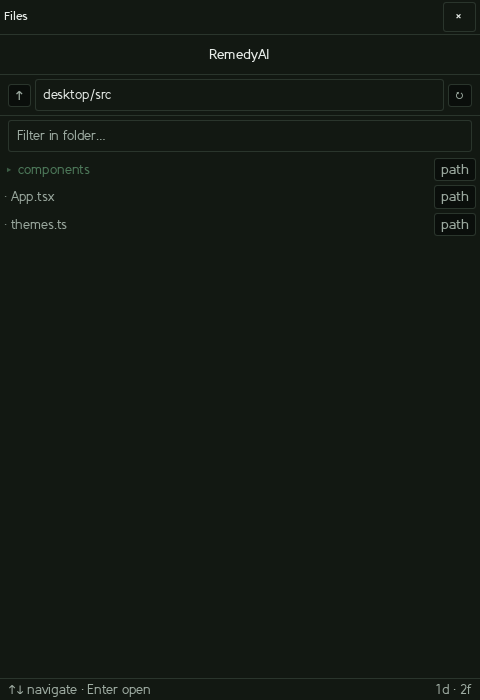 Files ×
RemedyAI
↑ desktop/src ↻
Filter in folder...
▸ components path
· App.tsx path
· themes.ts path
↑↓ navigate · Enter open 1d · 2f